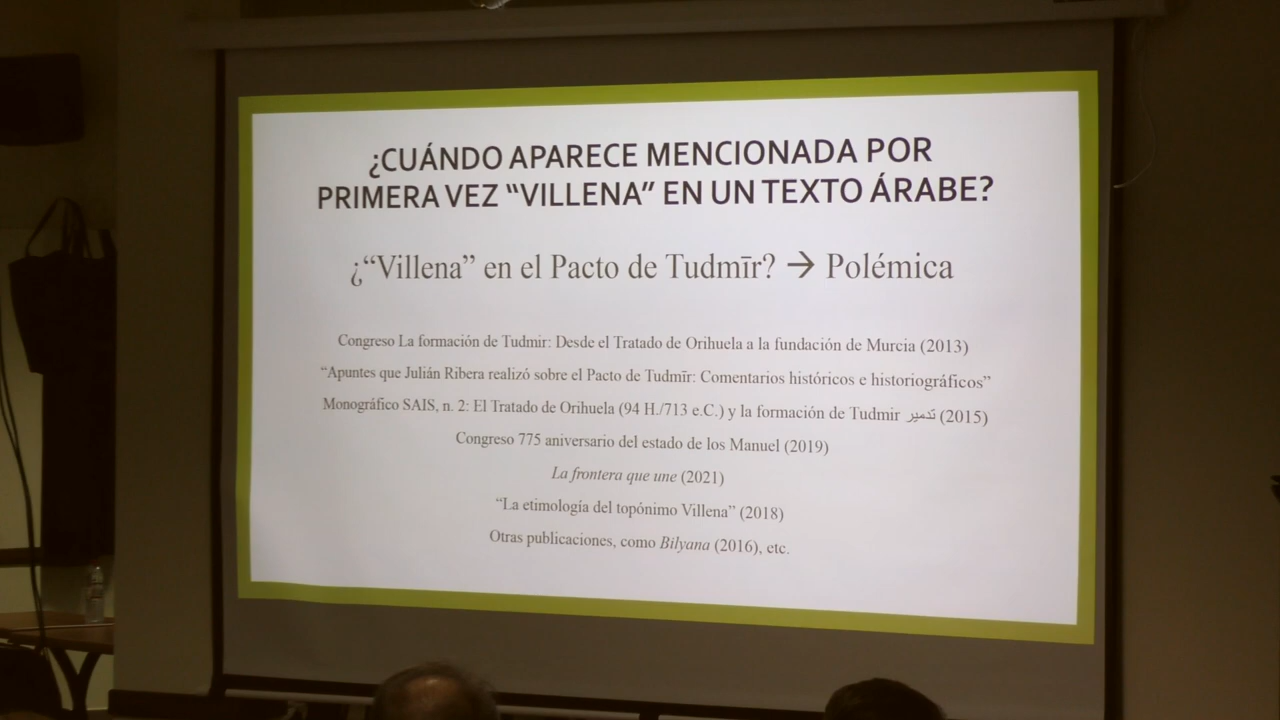 ¿CUÁNDO APARECE MENCIONADA POR
PRIMERA VEZ “VILLENA” EN UN TEXTO ÁRABE?
¿“Villena” en el Pacto de Tudmīr? → Polémica
Congreso La formación de Tudmir: Desde el Tratado de Orihuela a la fundación de Murcia (2013)
“Apuntes que Julián Ribera realizó sobre el Pacto de Tudmīr: Comentarios históricos e historiográficos”
Monográfico SAIS, n. 2: El Tratado de Orihuela (94 H./713 e.C.) y la formación de Tudmir تدمير (2015)
Congreso 775 aniversario del estado de los Manuel (2019)
La frontera que une (2021)
“La etimología del topónimo Villena” (2018)
Otras publicaciones, como Bilyana (2016), etc.